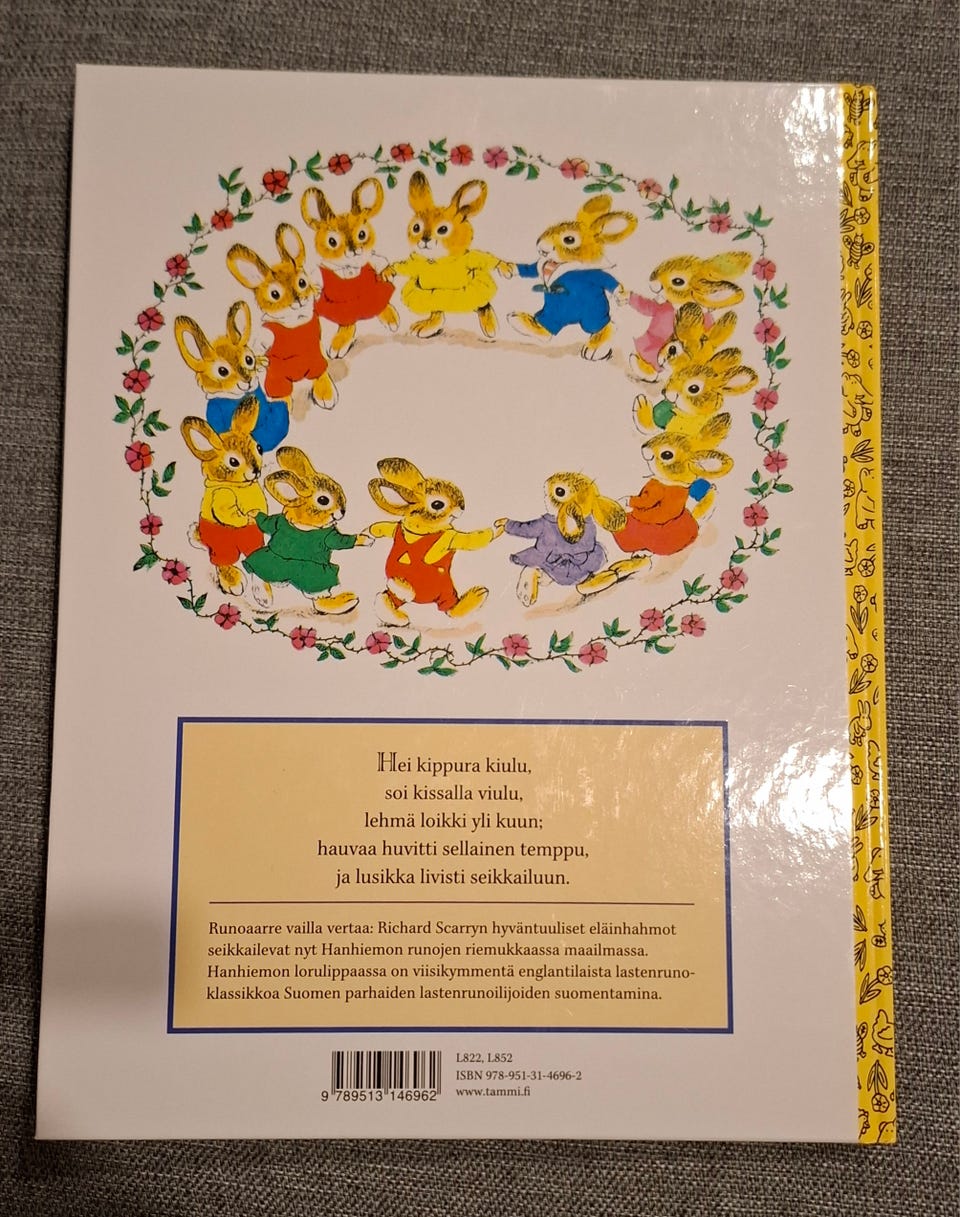 Hei kippura kiulu,
soi kissalla viulu,
lehmä loikki yli kuun;
hauvaa huvitti sellainen temppu,
ja lusikka livisti seikkailuun.
Runoaarre vailla vertaa: Richard Scarryn hyväntuuliset eläinhahmot
seikkailevat nyt Hanhiemon runojen riemukkaassa maailmassa.
Hanhiemon lorulippaassa on viisikymmentä englantilaista lastenruno-
klassikkoa Suomen parhaiden lastenrunoilijoiden suomentamina.
L822, L852
ISBN 978-951-31-4696-2
www.tammi.fi
9 789513 146962